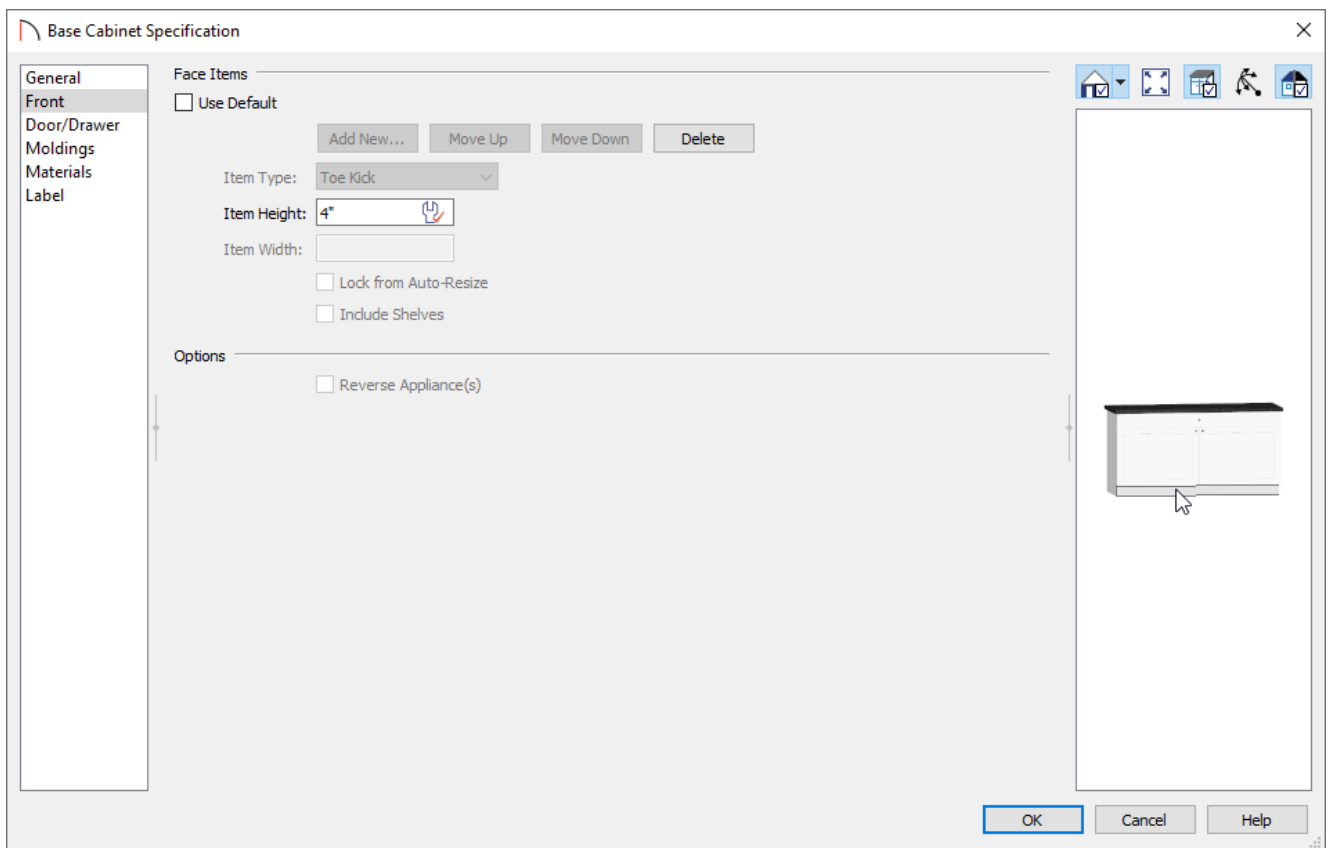 Base Cabinet Specification
General
Front
Door/Drawer
Moldings
Materials
Label
Face Items
Use Default
Add New... Move Up Move Down Delete
Item Type: Toe Kick
Item Height: 4"
Item Width:
Lock from Auto-Resize
Include Shelves
Options
Reverse Appliance(s)
OK Cancel Help